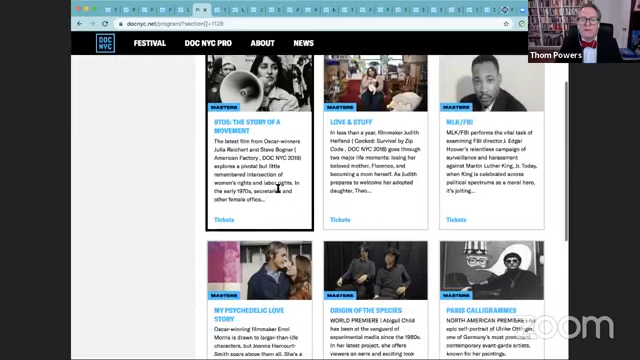 docnyc.net/program/?section[]=1128
DOC NYC
FESTIVAL
DOC NYC PRO
ABOUT
NEWS
Thom Powers
MASTERS
9TO5: THE STORY OF A
MOVEMENT
The latest film from Oscar-winners
Julia Reichert and Steve Bognar (
American Factory , DOC NYC 2019)
explores a pivotal but little
remembered intersection of
women's rights and labor rights. In
the early 1970s, secretaries and
other female office...
Tickets
MASTERS
LOVE & STUFF
In less than a year, filmmaker Judith
Helfand ( Cooked: Survival by Zip
Code , DOC NYC 2018) goes through
two major life moments: losing her
beloved mother, Florence, and
becoming a mom herself. As Judith
prepares to welcome her adopted
daughter, Theo...
Tickets
MASTERS
MLK/FBI
MLK/FBI performs the vital task of
examining FBI director J. Edgar
Hoover's relentless campaign of
surveillance and harassment
against Martin Luther King, Jr. Today,
when King is celebrated across
political spectrums as a moral hero,
it's jolting...
Tickets
MASTERS
MY PSYCHEDELIC LOVE
STORY
Oscar-winning filmmaker Errol
Morris is drawn to larger-than-life
characters, but Joanna Harcourt-
Smith soars above them all. She's a
MASTERS
ORIGIN OF THE SPECIES
WORLD PREMIERE | Abigail Child
has been at the vanguard of
experimental media since the 1980s.
In her latest project, she offers
viewers an eerie and exciting look
MASTERS
PARIS CALLIGRAMMES
NORTH AMERICAN PREMIERE | An
epic self-portrait of Ulrike Ottinger,
one of Germany's most prominent
contemporary avant-garde artists,
known for her paintings,
zoom